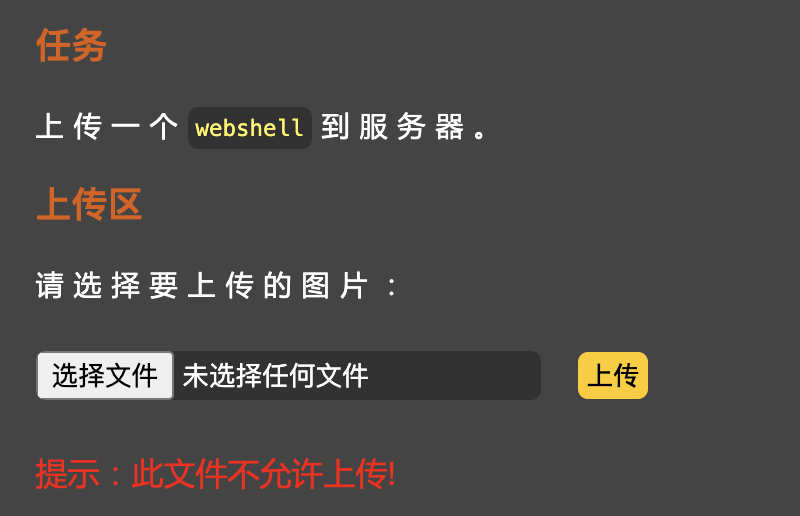 任务
上传一个 webshell 到服务器。
上传区
请选择要上传的图片：
选择文件 未选择任何文件 上传
提示：此文件不允许上传!